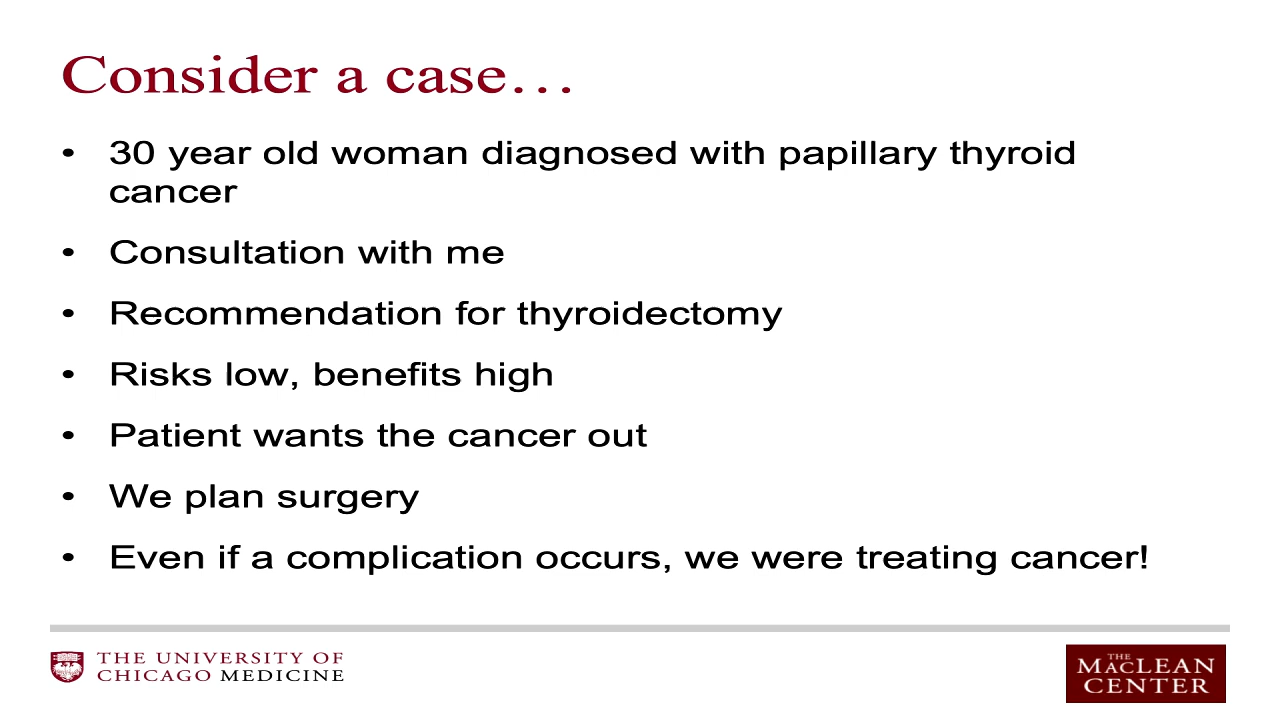 Consider a case…
• 30 year old woman diagnosed with papillary thyroid
cancer
• Consultation with me
• Recommendation for thyroidectomy
• Risks low, benefits high
• Patient wants the cancer out
• We plan surgery
• Even if a complication occurs, we were treating cancer!
THE UNIVERSITY OF
CHICAGO MEDICINE
THE
MACLEAN
CENTER